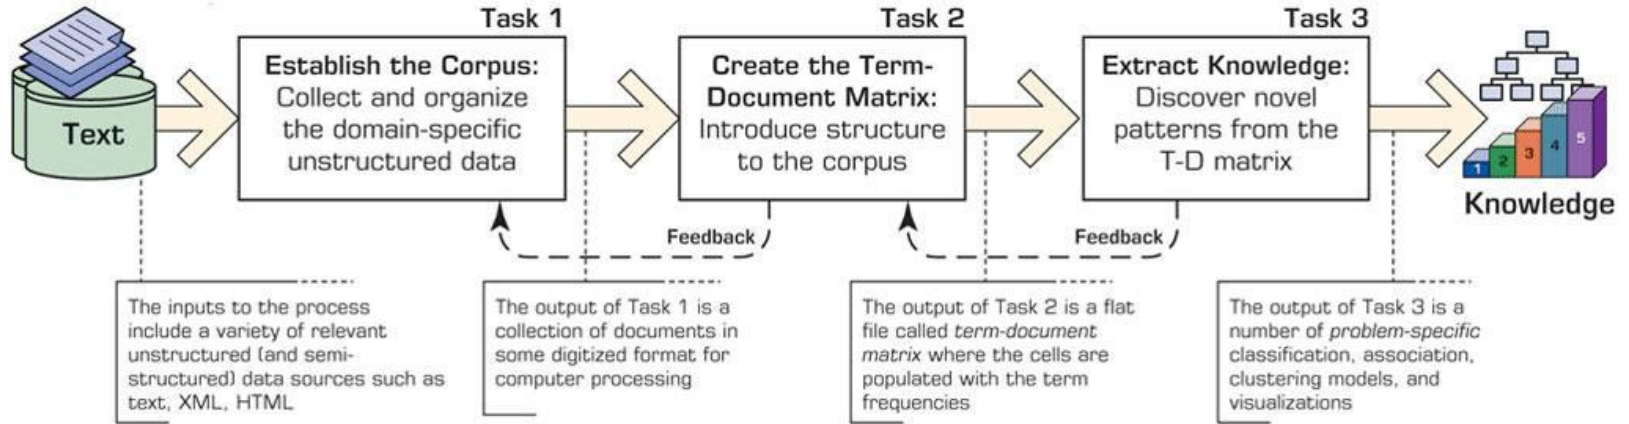 Task 1
Task 2
Task 3
Text
Establish the Corpus:
Collect and organize
the domain-specific
unstructured data
Create the Term-
Document Matrix:
Introduce structure
to the corpus
Extract Knowledge:
Discover novel
patterns from the
T-D matrix
1
2
3
4
5
Knowledge
Feedback
Feedback
The inputs to the process
include a variety of relevant
unstructured (and semi-
structured) data sources such as
text, XML, HTML
The output of Task 1 is a
collection of documents in
some digitized format for
computer processing
The output of Task 2 is a flat
file called term-document
matrix where the cells are
populated with the term
frequencies
The output of Task 3 is a
number of problem-specific
classification, association,
clustering models, and
visualizations